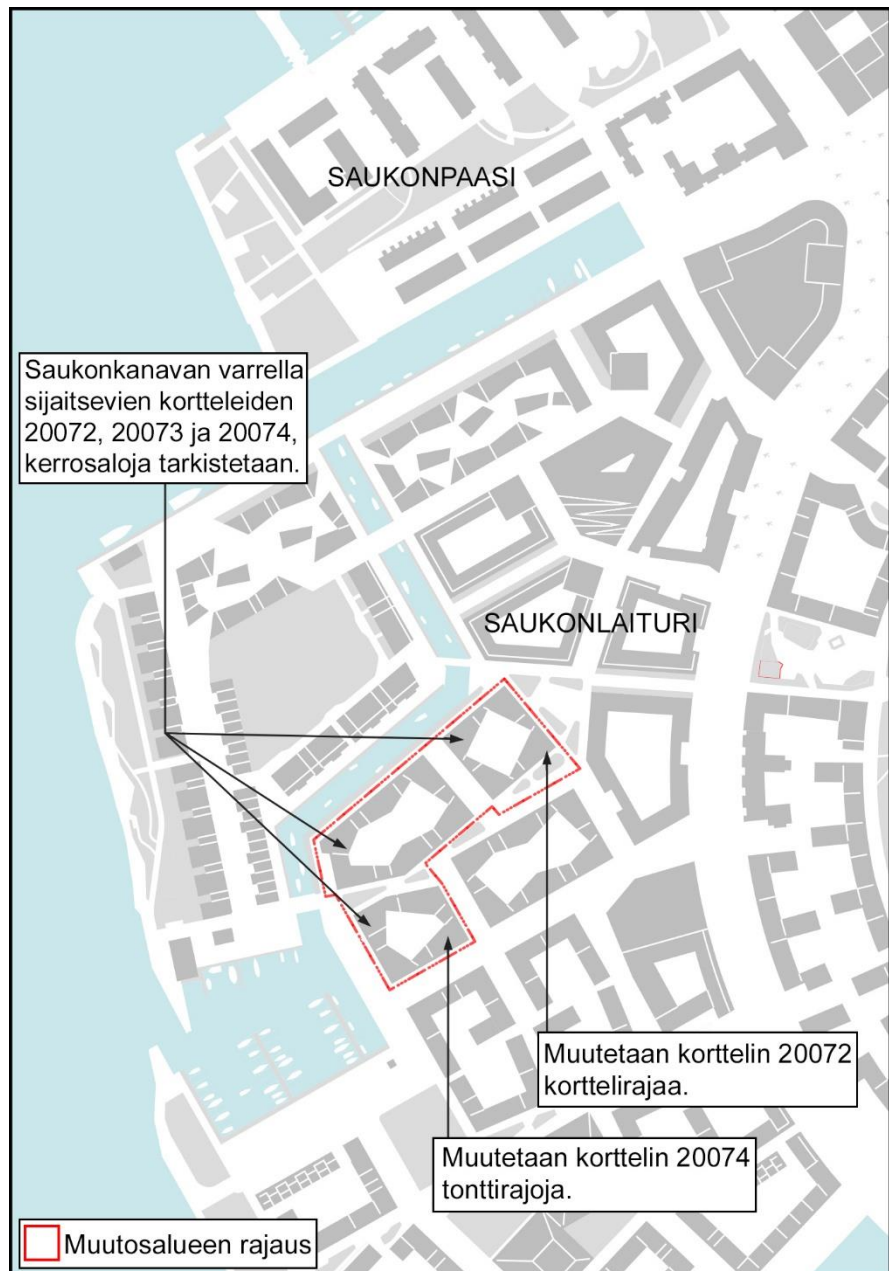 SAUKONPAASI
Saukonkanavan varrella
sijaitsevien kortteleiden
20072, 20073 ja 20074,
kerrosaloja tarkistetaan.
SAUKONLAITURI
Muutetaan korttelin 20072
korttelirajaa.
Muutetaan korttelin 20074
tonttirajoja.
Muutosalueen rajaus